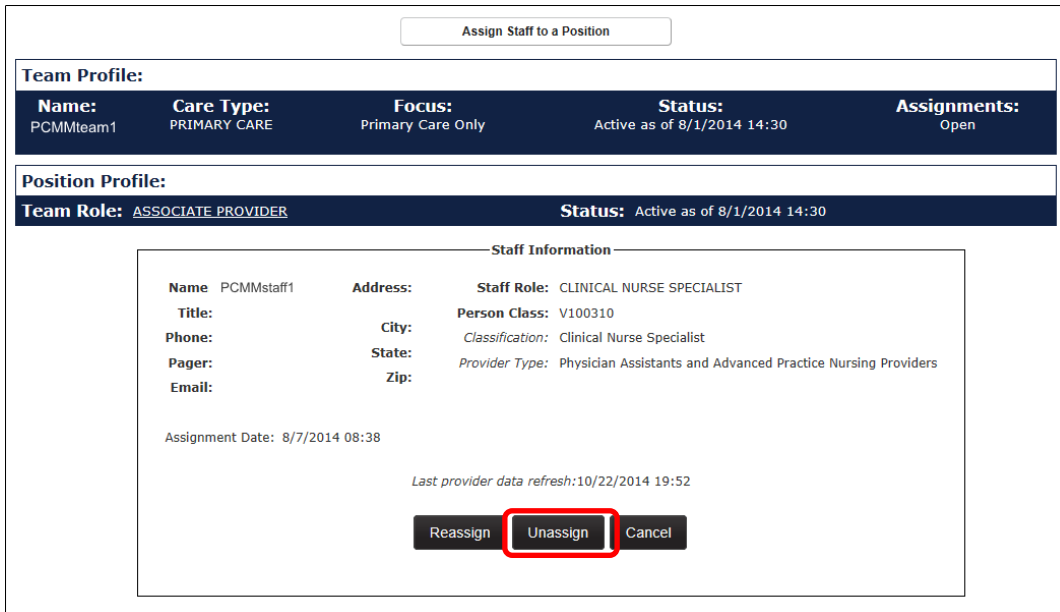 Assign Staff to a Position
Team Profile:
Name: Care Type: Focus: Status: Assignments:
PCMMteam1 PRIMARY CARE Primary Care Only Active as of 8/1/2014 14:30 Open
Position Profile:
Team Role: ASSOCIATE PROVIDER Status: Active as of 8/1/2014 14:30
Staff Information
Name PCMMstaff1 Address: Staff Role: CLINICAL NURSE SPECIALIST
Title: Person Class: V100310
City:
Phone: Classification: Clinical Nurse Specialist
State:
Pager: Provider Type: Physician Assistants and Advanced Practice Nursing Providers
Zip:
Email:
Assignment Date: 8/7/2014 08:38
Last provider data refresh:10/22/2014 19:52
Reassign Unassign Cancel